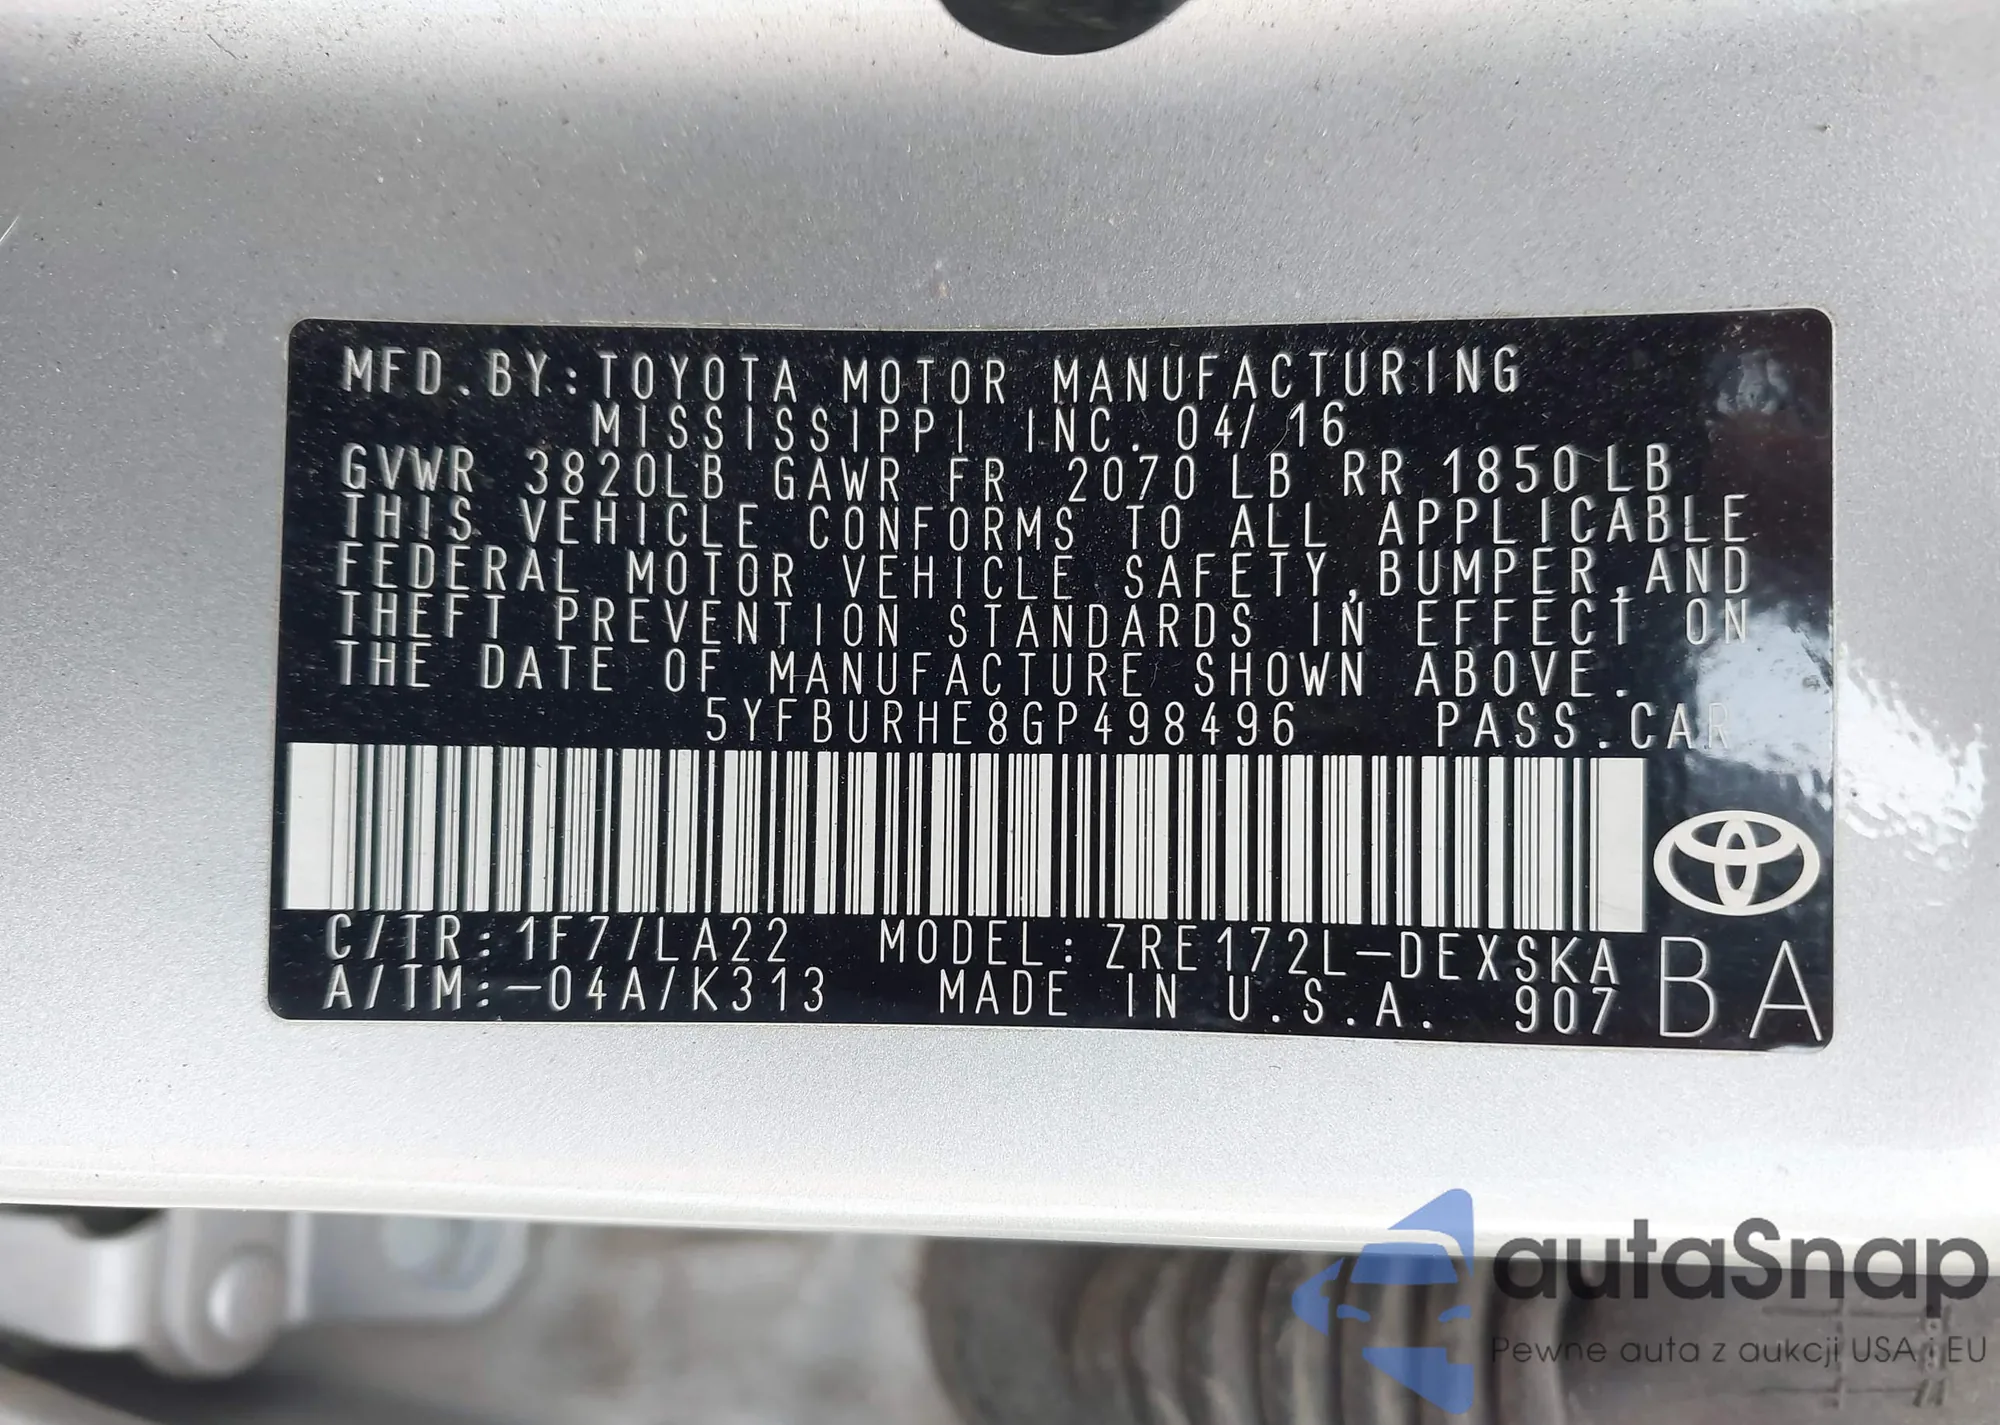 MFD.BY:TOYOTA MOTOR MANUFACTURING
MISSISSIPPI INC. 04/16
GVWR 3820LB GAWR FR 2070 LB RR 1850LB
THIS VEHICLE CONFORMS TO ALL APPLICABLE
FEDERAL MOTOR VEHICLE SAFETY,BUMPER,AND
THEFT PREVENTION STANDARDS IN EFFECT ON
THE DATE OF MANUFACTURE SHOWN ABOVE.
5YFBURHE8GP498496 PASS.CAR
C/TR:1F7/LA22 MODEL:ZRE172L-DEXSKA
A/TM:-04A/K313 MADE IN U.S.A. 907
BA
autaSnap
Pewne auta z aukcji USA i EU